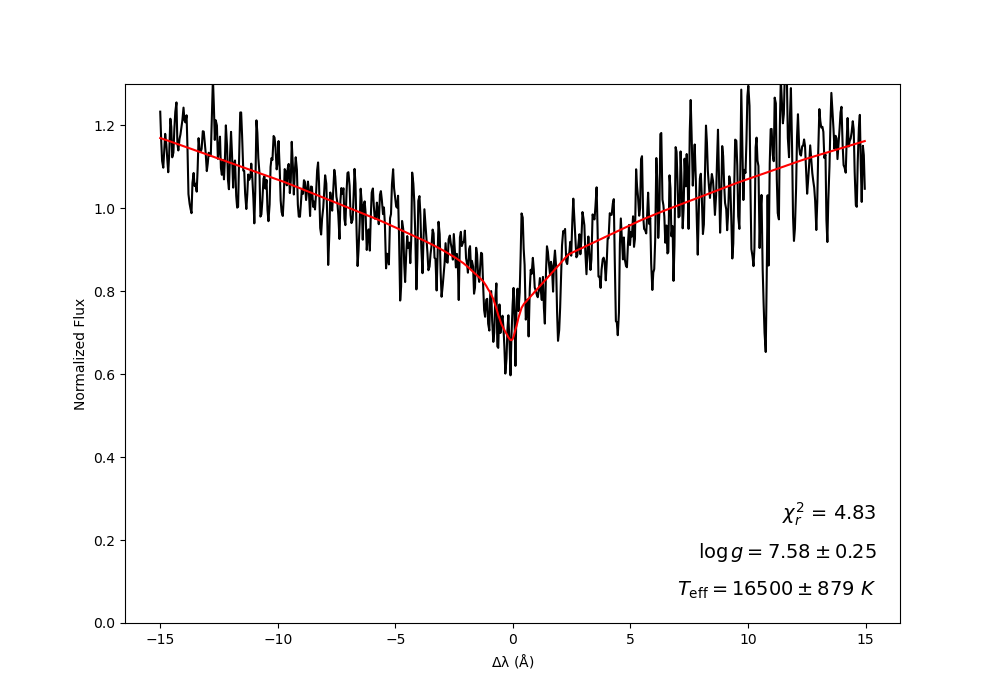 1.2
1.0
0.8
0.6
0.4
0.2
0.0
Normalized Flux
χ²ᵣ = 4.83
log g = 7.58 ± 0.25
T_eff = 16500 ± 879 K
−15 −10 −5 0 5 10 15
Δλ (Å)